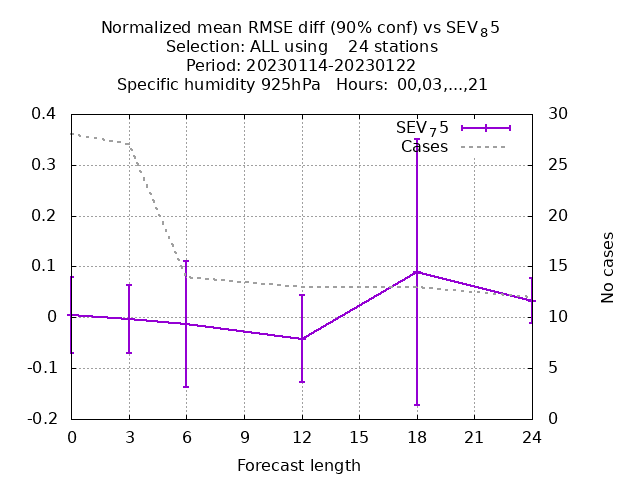 Normalized mean RMSE diff (90% conf) vs SEV₈5
Selection: ALL using    24 stations
Period: 20230114-20230122
Specific humidity 925hPa   Hours: 00,03,...,21
0.4
0.3
0.2
0.1
0
-0.1
-0.2
30
25
20
15
10
5
0
SEV₇5
Cases
No cases
0 3 6 9 12 15 18 21 24
Forecast length